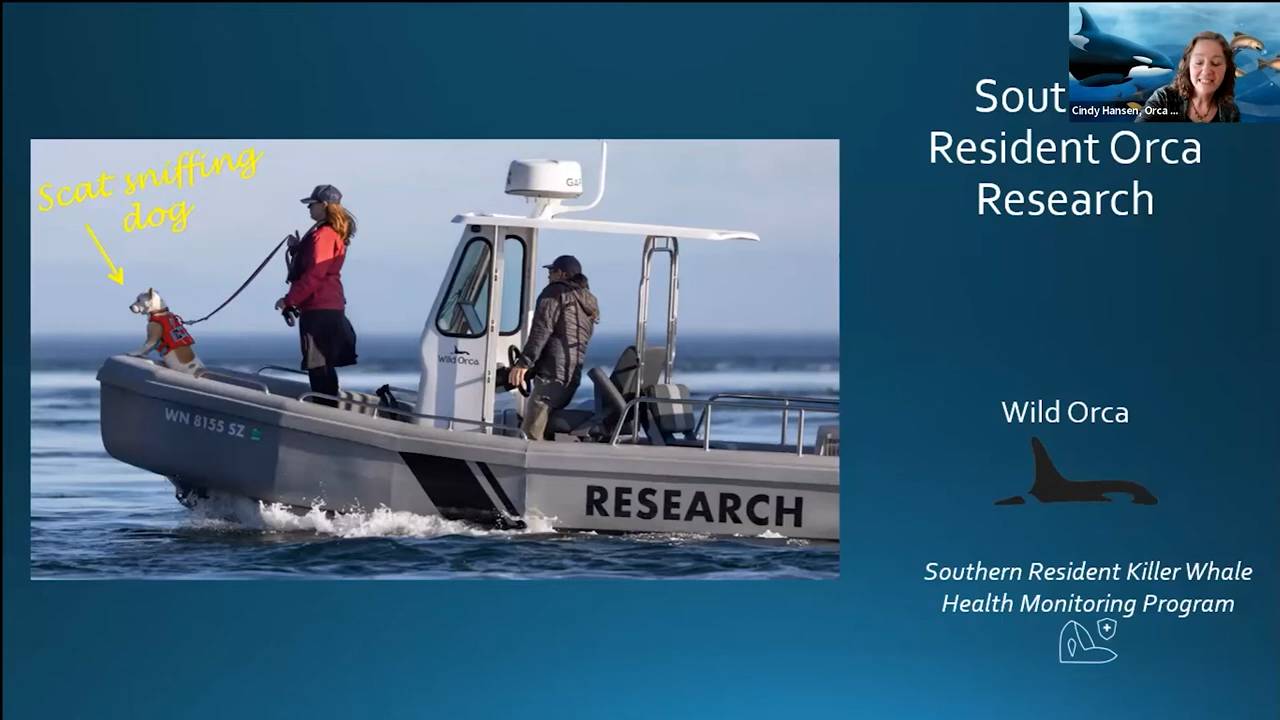 Sout
Resident Orca
Research
Cindy Hansen, Orca ...
Scat sniffing
dog
Wild Orca
WN 8155 SZ
RESEARCH
Wild Orca
Southern Resident Killer Whale
Health Monitoring Program